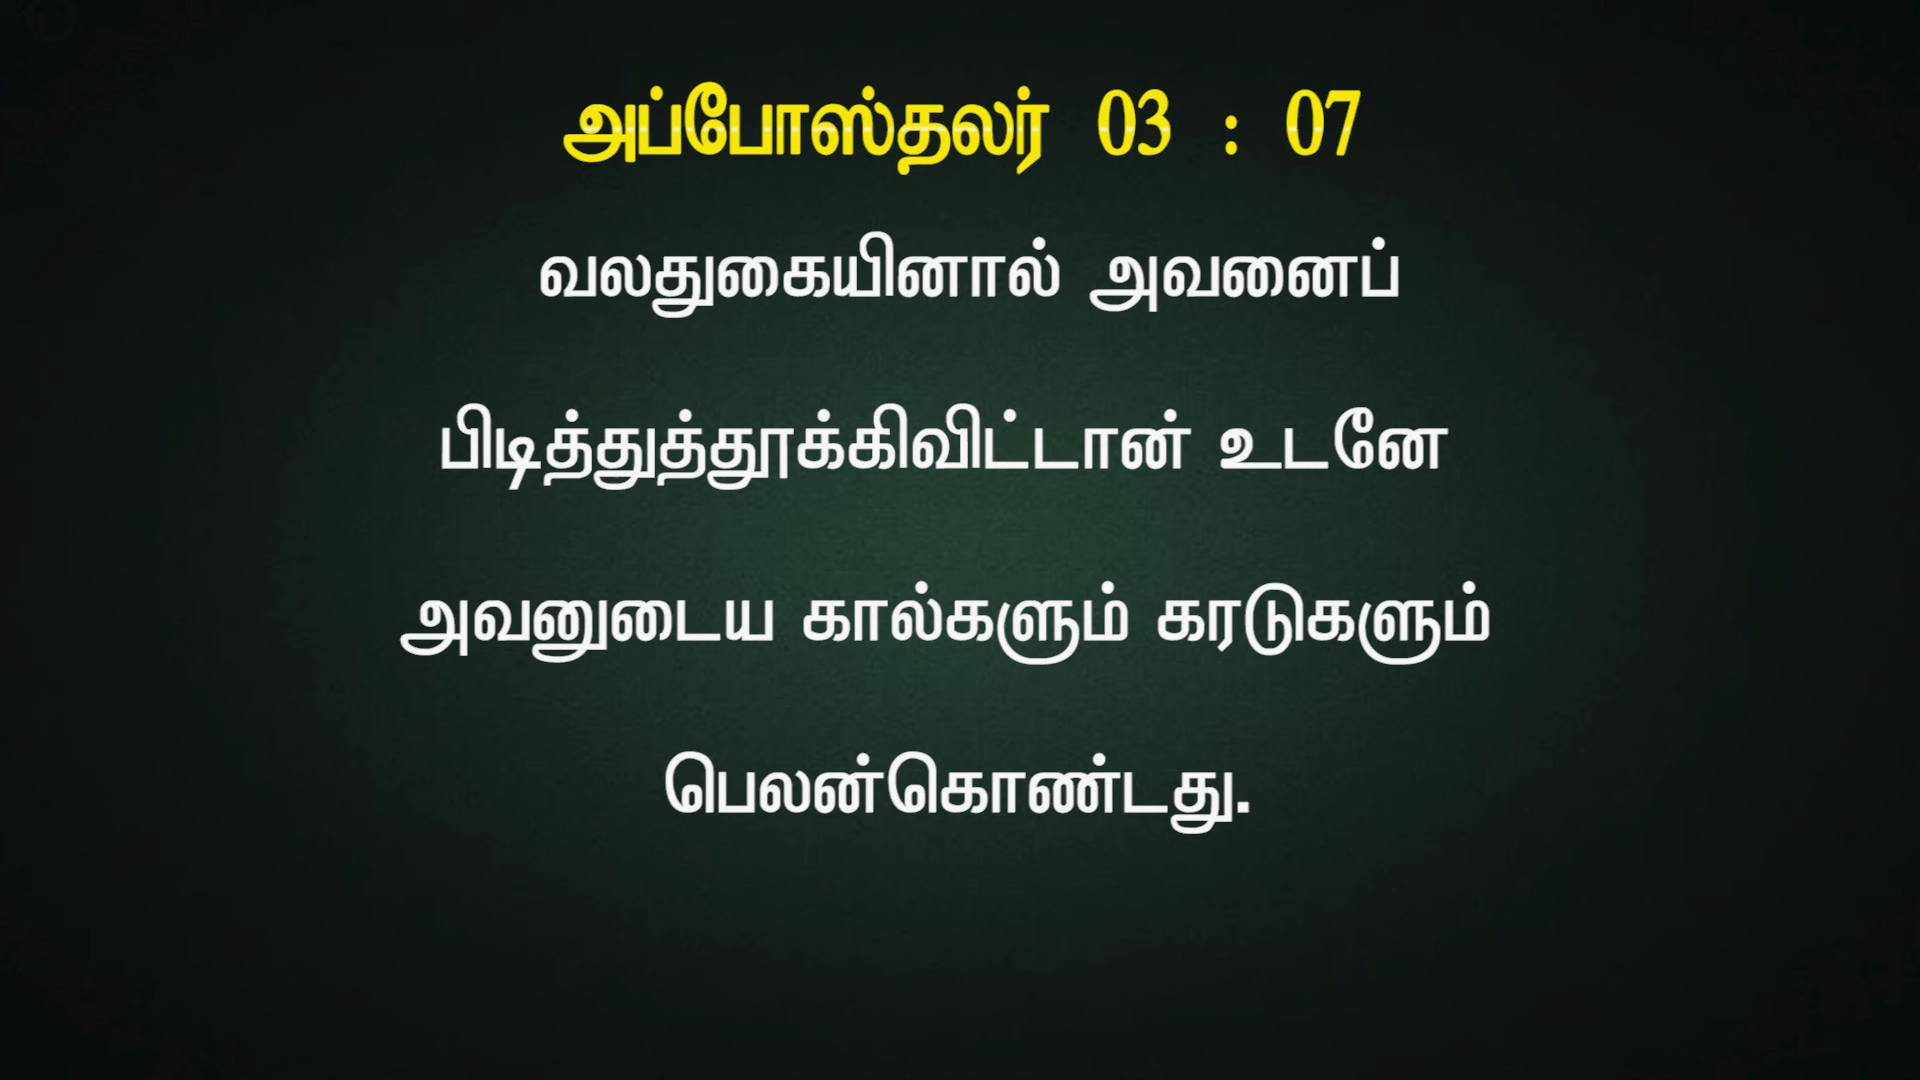 அப்போஸ்தலர் 03 : 07
வலதுகையினால் அவனைப்
பிடித்துத்தூக்கிவிட்டான் உடனே
அவனுடைய கால்களும் கரடுகளும்
பெலன்கொண்டது.